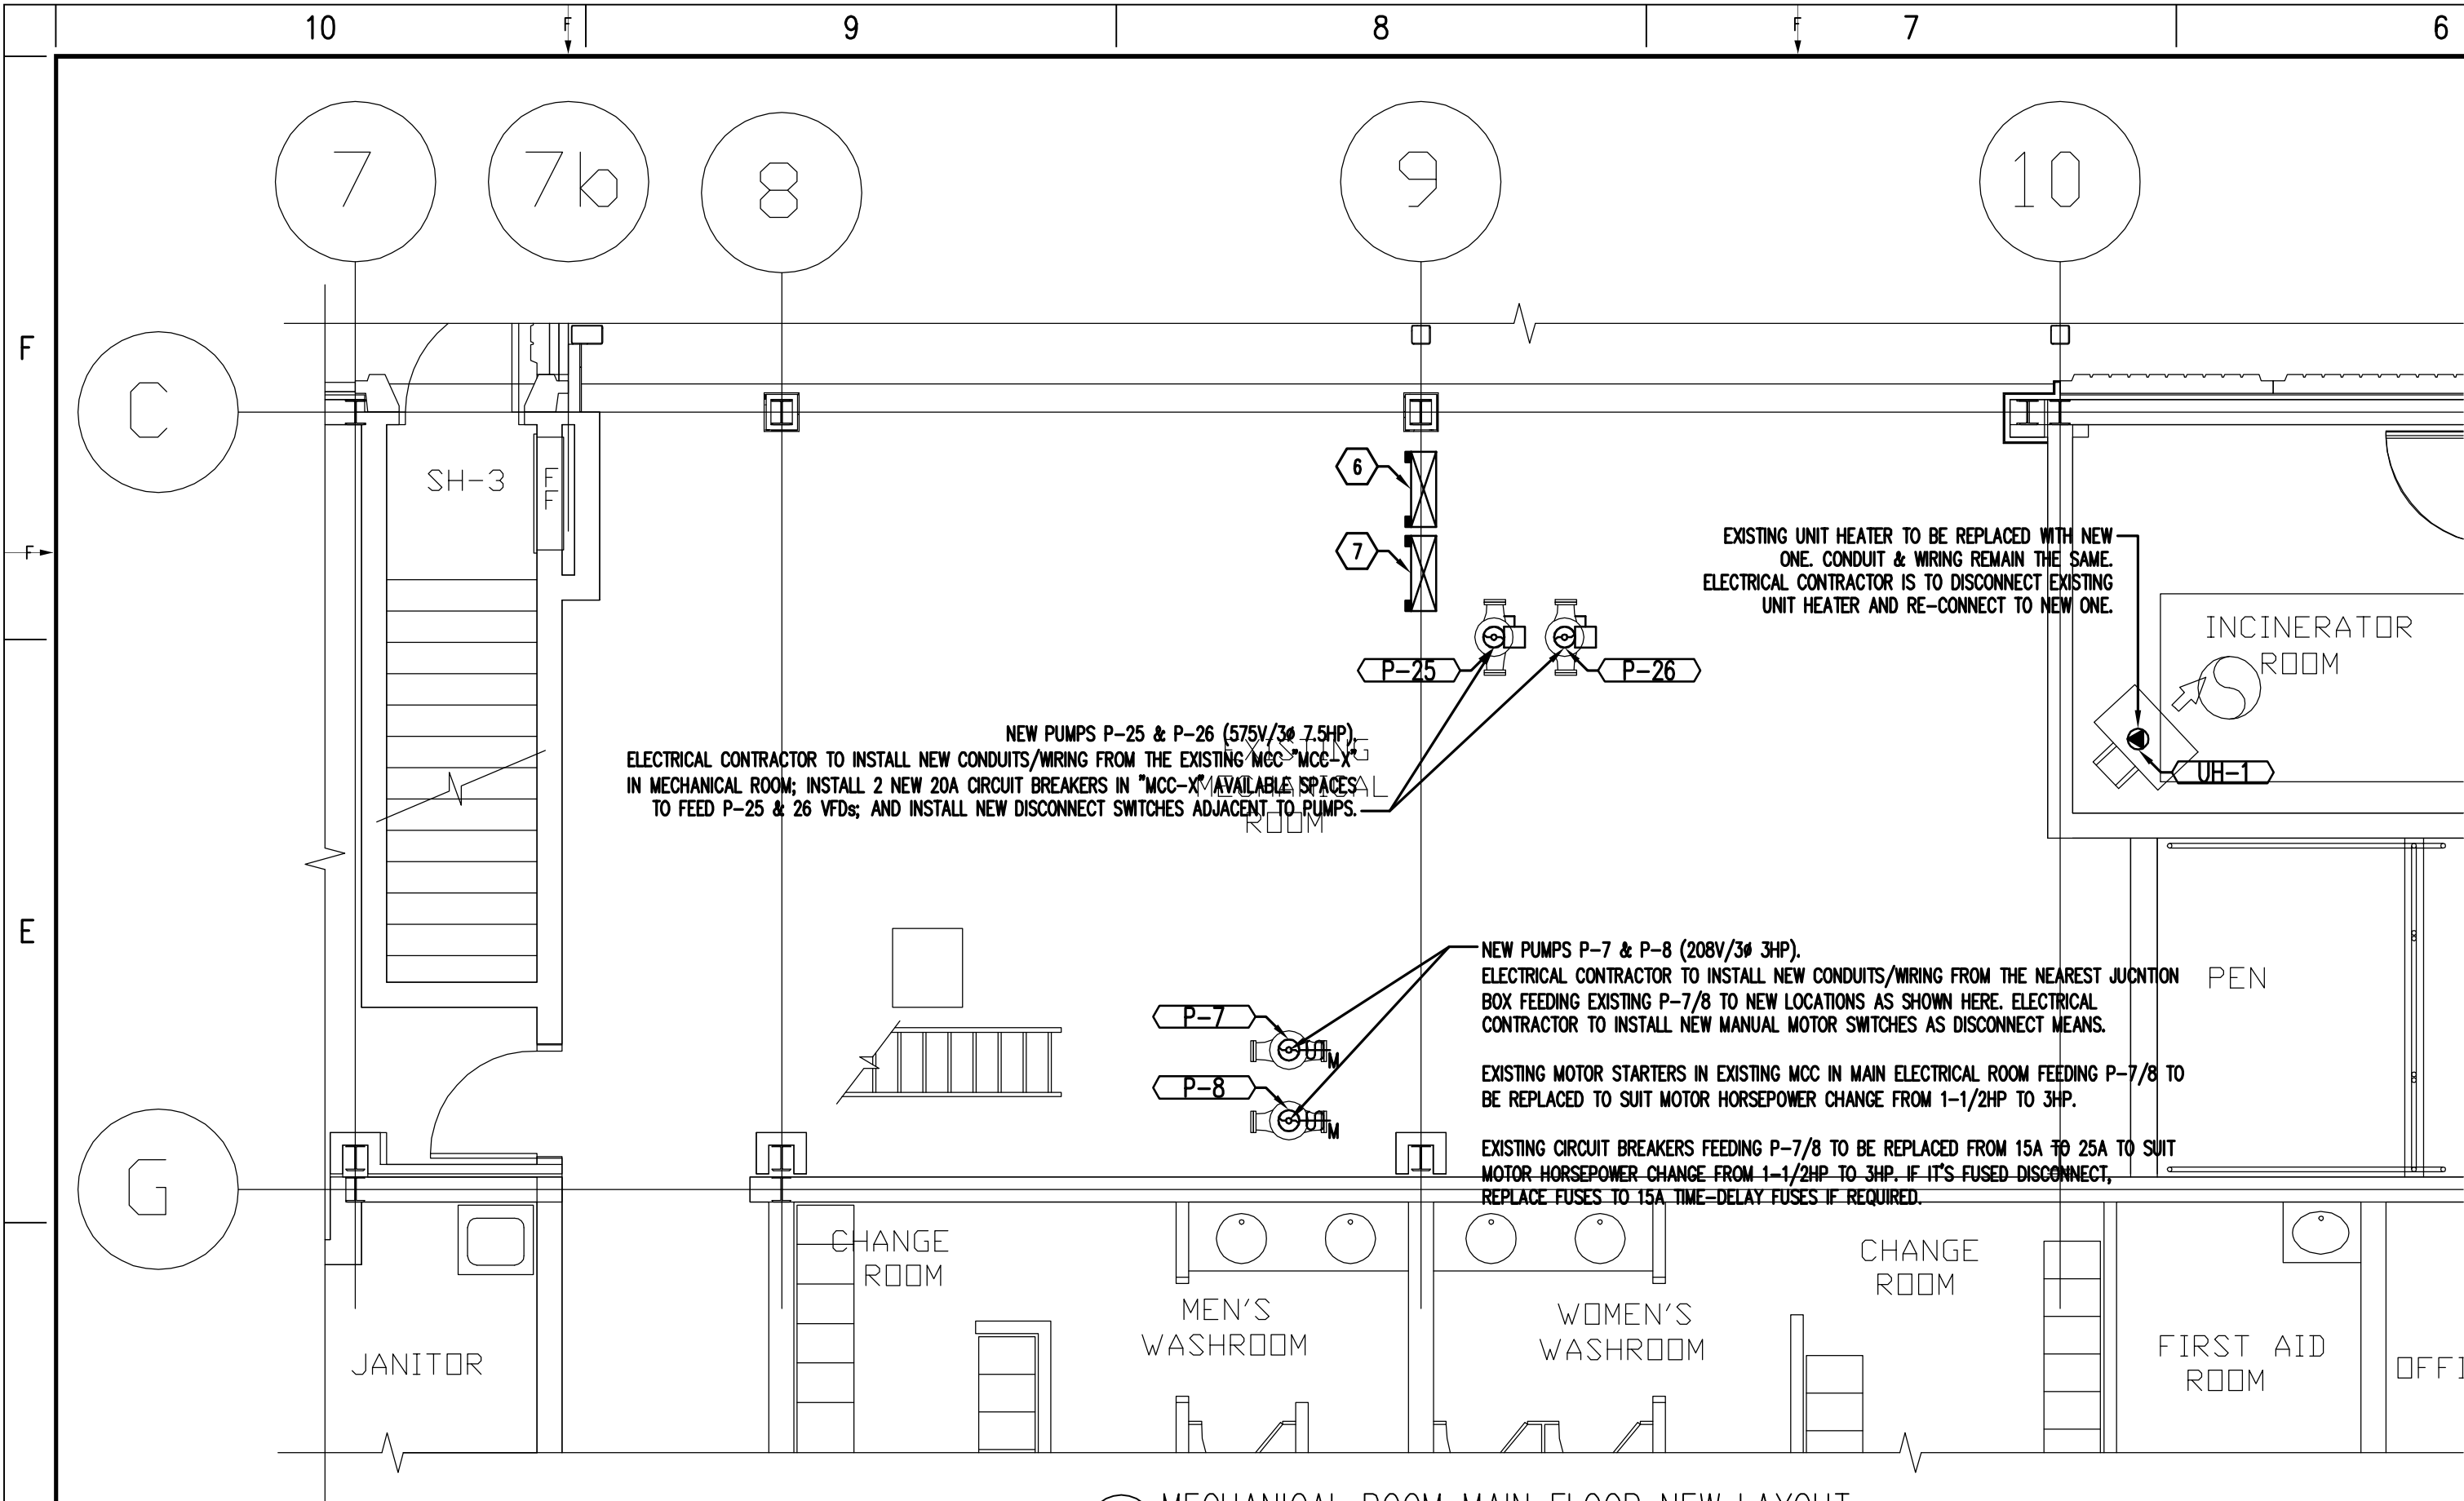 10
F
9
8
F
7
6
7
7b
8
9
10
F
C
SH-3
F
F
6
7
F
EXISTING UNIT HEATER TO BE REPLACED WITH NEW
ONE. CONDUIT & WIRING REMAIN THE SAME.
ELECTRICAL CONTRACTOR IS TO DISCONNECT EXISTING
UNIT HEATER AND RE-CONNECT TO NEW ONE.
INCINERATOR
ROOM
P-25
P-26
UH-1
NEW PUMPS P-25 & P-26 (575V/3ø 7.5HP).
ELECTRICAL CONTRACTOR TO INSTALL NEW CONDUITS/WIRING FROM THE EXISTING MCC "MCC-X"
IN MECHANICAL ROOM; INSTALL 2 NEW 20A CIRCUIT BREAKERS IN "MCC-X" AVAILABLE SPACES
TO FEED P-25 & 26 VFDs; AND INSTALL NEW DISCONNECT SWITCHES ADJACENT TO PUMPS.
EXISTING
MECHANICAL
ROOM
E
NEW PUMPS P-7 & P-8 (208V/3ø 3HP).
ELECTRICAL CONTRACTOR TO INSTALL NEW CONDUITS/WIRING FROM THE NEAREST JUCNTION
BOX FEEDING EXISTING P-7/8 TO NEW LOCATIONS AS SHOWN HERE. ELECTRICAL
CONTRACTOR TO INSTALL NEW MANUAL MOTOR SWITCHES AS DISCONNECT MEANS.
EXISTING MOTOR STARTERS IN EXISTING MCC IN MAIN ELECTRICAL ROOM FEEDING P-7/8 TO
BE REPLACED TO SUIT MOTOR HORSEPOWER CHANGE FROM 1-1/2HP TO 3HP.
EXISTING CIRCUIT BREAKERS FEEDING P-7/8 TO BE REPLACED FROM 15A TO 25A TO SUIT
MOTOR HORSEPOWER CHANGE FROM 1-1/2HP TO 3HP. IF IT'S FUSED DISCONNECT,
REPLACE FUSES TO 15A TIME-DELAY FUSES IF REQUIRED.
PEN
P-7
M
P-8
M
G
CHANGE
ROOM
MEN'S
WASHROOM
WOMEN'S
WASHROOM
CHANGE
ROOM
JANITOR
FIRST AID
ROOM
OFFI
MECHANICAL ROOM MAIN FLOOR NEW LAYOUT